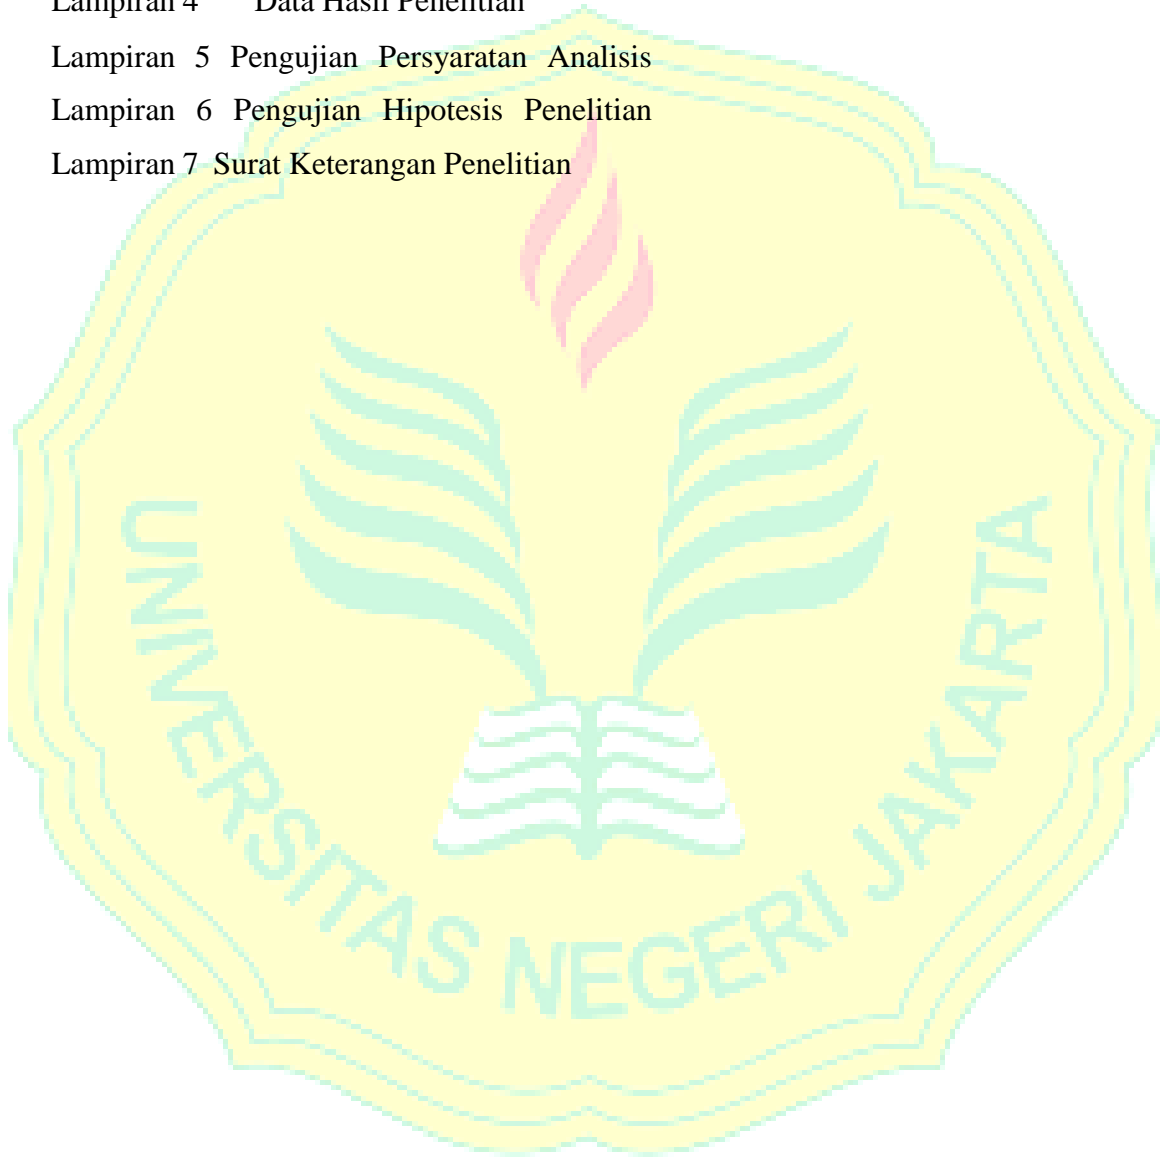 Lampiran 4 Data Hasil Penelitian
Lampiran 5 Pengujian Persyaratan Analisis
Lampiran 6 Pengujian Hipotesis Penelitian
Lampiran 7 Surat Keterangan Penelitian
UNIVERSITAS NEGERI JAKARTA